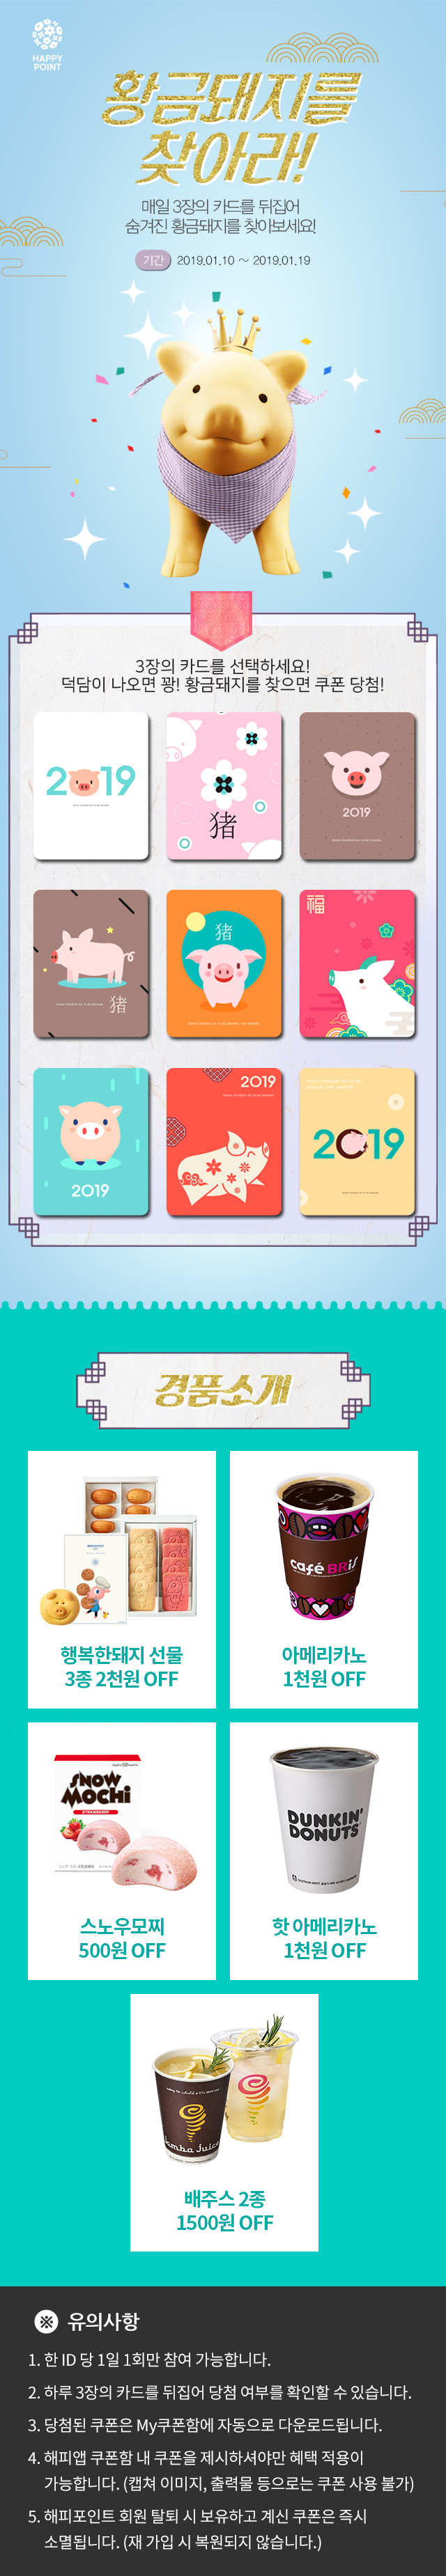 HAPPY
POINT
황금돼지를
찾아라!
매일 3장의 카드를 뒤집어
숨겨진 황금돼지를 찾아보세요!
기간 2019.01.10 ~ 2019.01.19
3장의 카드를 선택하세요!
덕담이 나오면 꽝! 황금돼지를 찾으면 쿠폰 당첨!
2019
猪
2019
猪
猪
福
2019
2019
2019
경품소개
café BRis
행복한돼지 선물
3종 2천원 OFF
아메리카노
1천원 OFF
SNOW
MOCHI
STRAWBERRY
DUNKIN'
DONUTS
스노우모찌
500원 OFF
핫 아메리카노
1천원 OFF
Jamba Juice
배주스 2종
1500원 OFF
※ 유의사항
1. 한 ID 당 1일 1회만 참여 가능합니다.
2. 하루 3장의 카드를 뒤집어 당첨 여부를 확인할 수 있습니다.
3. 당첨된 쿠폰은 My쿠폰함에 자동으로 다운로드됩니다.
4. 해피앱 쿠폰함 내 쿠폰을 제시하셔야만 혜택 적용이
가능합니다. (캡쳐 이미지, 출력물 등으로는 쿠폰 사용 불가)
5. 해피포인트 회원 탈퇴 시 보유하고 계신 쿠폰은 즉시
소멸됩니다. (재 가입 시 복원되지 않습니다.)